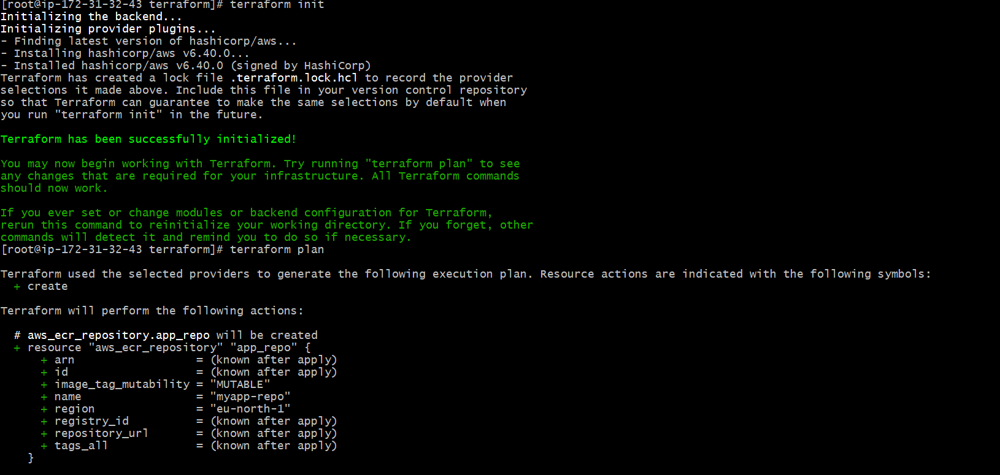 [root@ip-172-31-32-43 terraform]# terraform init
Initializing the backend...
Initializing provider plugins...
- Finding latest version of hashicorp/aws...
- Installing hashicorp/aws v6.40.0...
- Installed hashicorp/aws v6.40.0 (signed by HashiCorp)
Terraform has created a lock file .terraform.lock.hcl to record the provider
selections it made above. Include this file in your version control repository
so that Terraform can guarantee to make the same selections by default when
you run "terraform init" in the future.

Terraform has been successfully initialized!

You may now begin working with Terraform. Try running "terraform plan" to see
any changes that are required for your infrastructure. All Terraform commands
should now work.

If you ever set or change modules or backend configuration for Terraform,
rerun this command to reinitialize your working directory. If you forget, other
commands will detect it and remind you to do so if necessary.
[root@ip-172-31-32-43 terraform]# terraform plan

Terraform used the selected providers to generate the following execution plan. Resource actions are indicated with the following symbols:
  + create

Terraform will perform the following actions:

  # aws_ecr_repository.app_repo will be created
  + resource "aws_ecr_repository" "app_repo" {
      + arn                  = (known after apply)
      + id                   = (known after apply)
      + image_tag_mutability = "MUTABLE"
      + name                 = "myapp-repo"
      + region               = "eu-north-1"
      + registry_id          = (known after apply)
      + repository_url       = (known after apply)
      + tags_all             = (known after apply)
    }